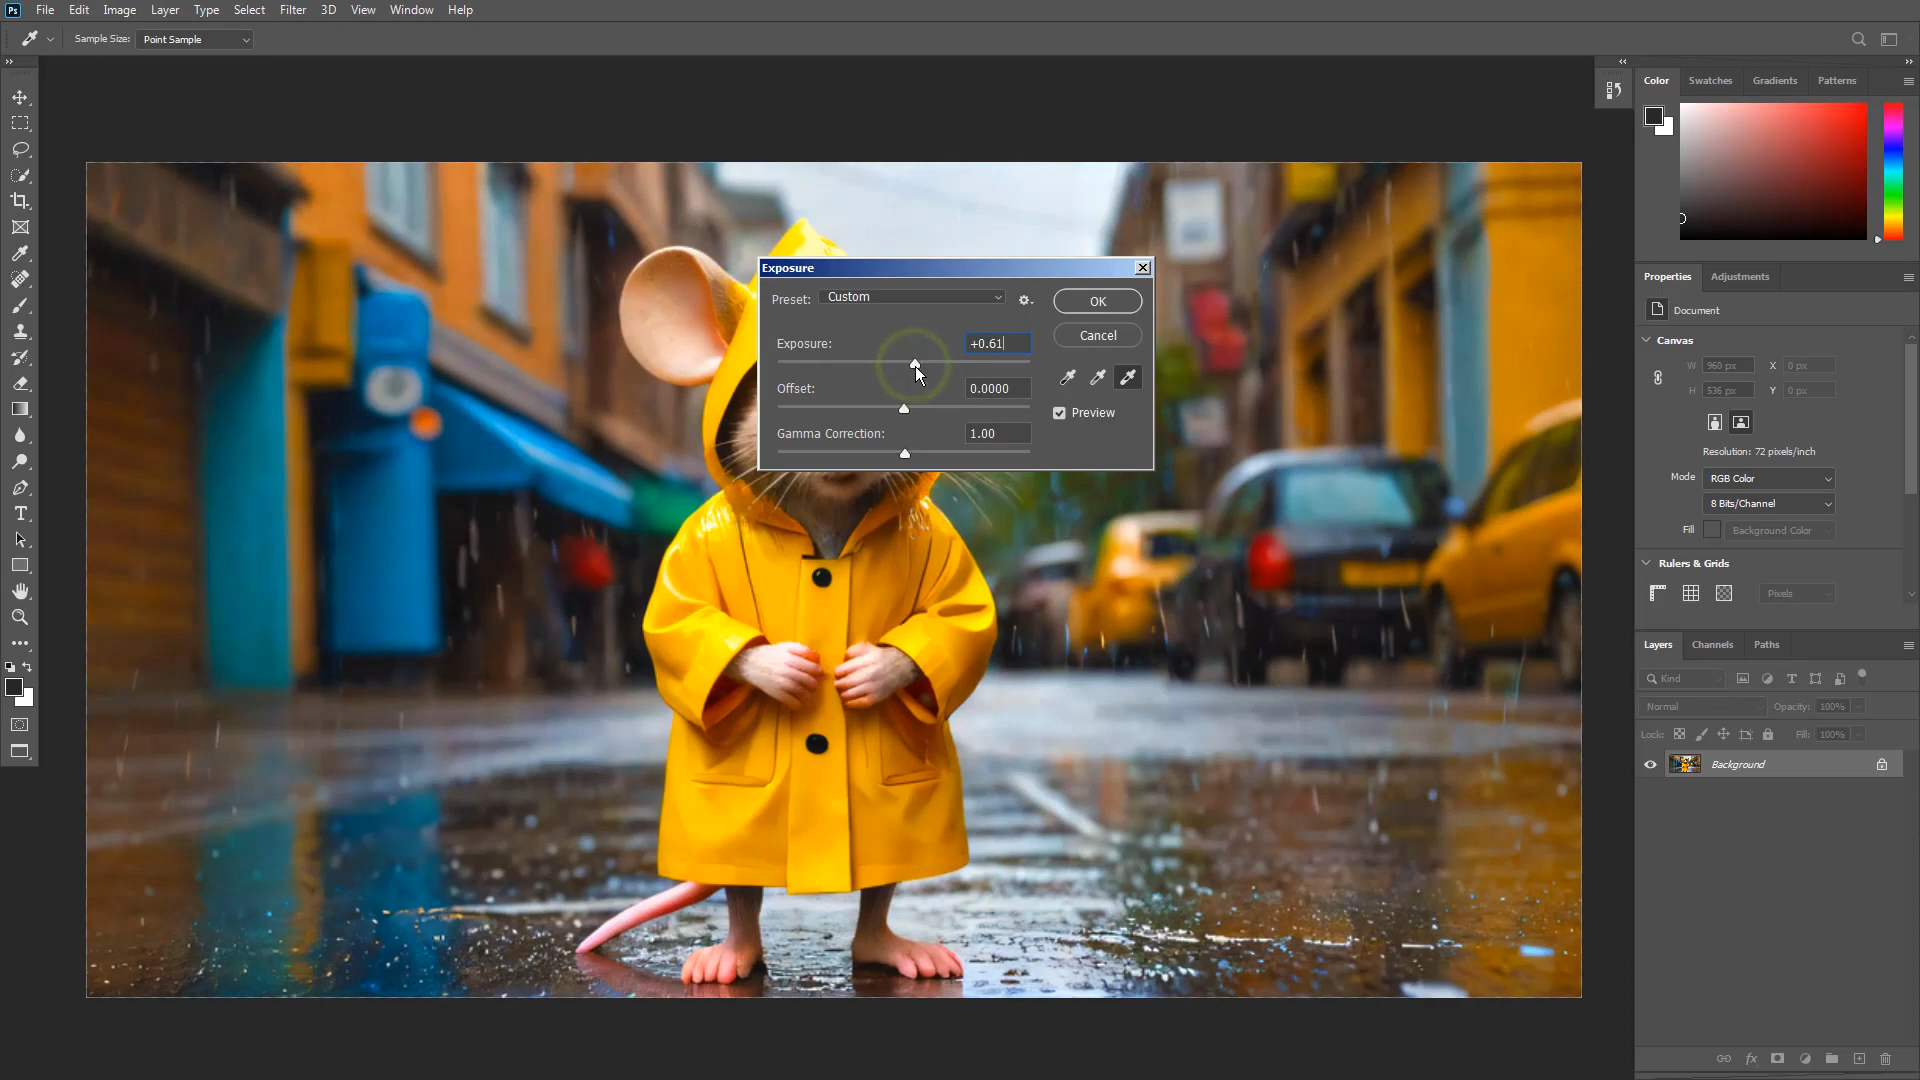 Ps File Edit Image Layer Type Select Filter 3D View Window Help
Sample Size: Point Sample
Color Swatches Gradients Patterns
Exposure
Preset: Custom
OK
Exposure: +0.61
Cancel
Offset: 0.0000
Preview
Gamma Correction: 1.00
Properties Adjustments
Document
Canvas
W 960 px X 0 px
H 536 px Y 0 px
Resolution: 72 pixels/inch
Mode RGB Color
8 Bits/Channel
Fill Background Color
Rulers & Grids
Pixels
Layers Channels Paths
Kind
Normal Opacity: 100%
Lock: Fill: 100%
Background
fx